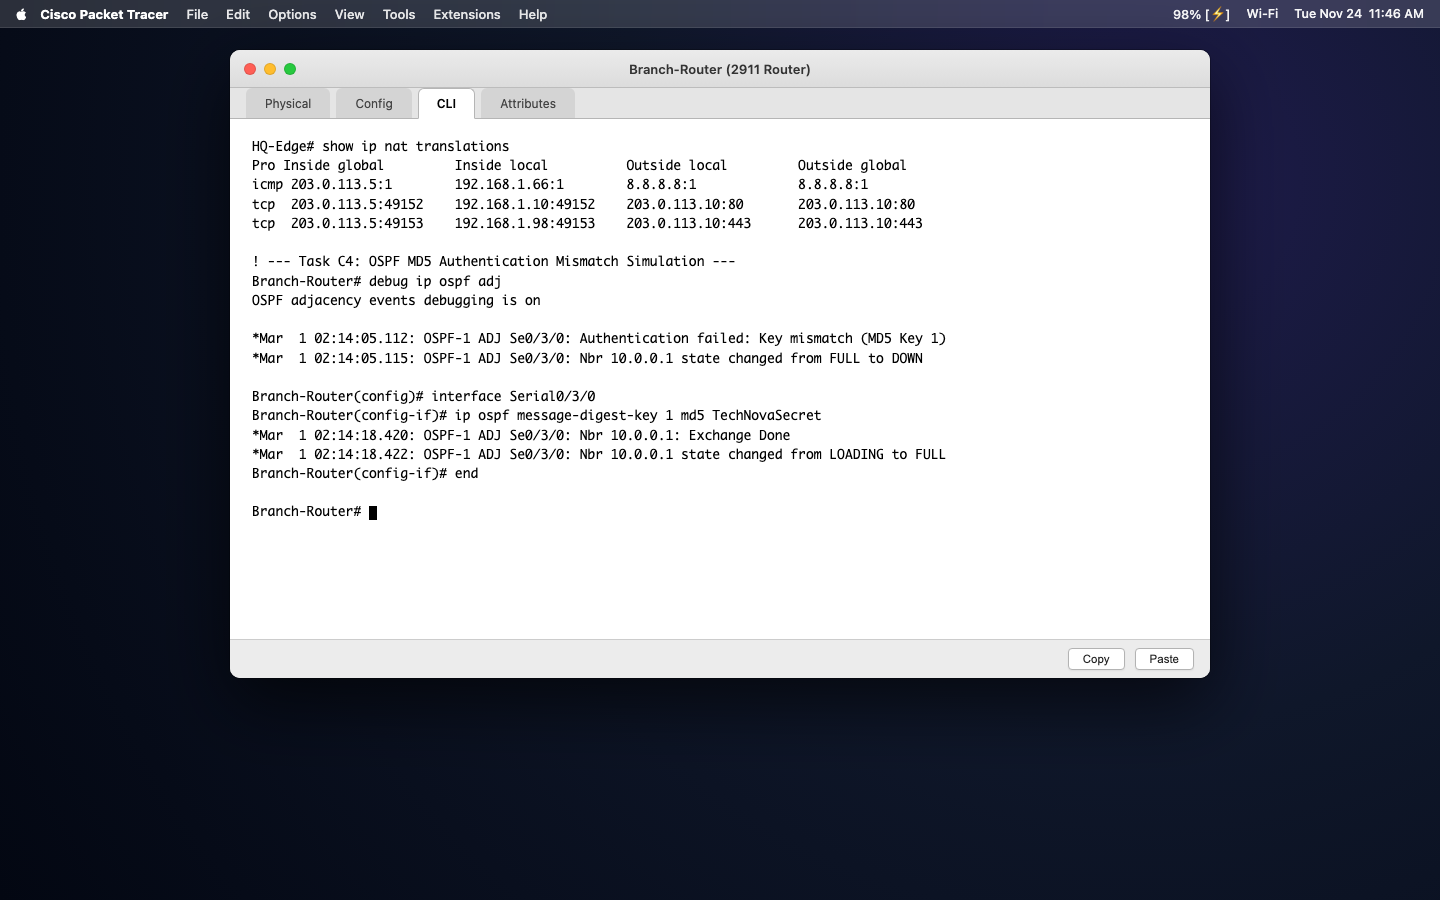 Cisco Packet Tracer File Edit Options View Tools Extensions Help 98% [⚡] Wi-Fi Tue Nov 24 11:46 AM
Branch-Router (2911 Router)
Physical Config CLI Attributes
HQ-Edge# show ip nat translations
Pro Inside global Inside local Outside local Outside global
icmp 203.0.113.5:1 192.168.1.66:1 8.8.8.8:1 8.8.8.8:1
tcp 203.0.113.5:49152 192.168.1.10:49152 203.0.113.10:80 203.0.113.10:80
tcp 203.0.113.5:49153 192.168.1.98:49153 203.0.113.10:443 203.0.113.10:443
! --- Task C4: OSPF MD5 Authentication Mismatch Simulation ---
Branch-Router# debug ip ospf adj
OSPF adjacency events debugging is on
*Mar 1 02:14:05.112: OSPF-1 ADJ Se0/3/0: Authentication failed: Key mismatch (MD5 Key 1)
*Mar 1 02:14:05.115: OSPF-1 ADJ Se0/3/0: Nbr 10.0.0.1 state changed from FULL to DOWN
Branch-Router(config)# interface Serial0/3/0
Branch-Router(config-if)# ip ospf message-digest-key 1 md5 TechNovaSecret
*Mar 1 02:14:18.420: OSPF-1 ADJ Se0/3/0: Nbr 10.0.0.1: Exchange Done
*Mar 1 02:14:18.422: OSPF-1 ADJ Se0/3/0: Nbr 10.0.0.1 state changed from LOADING to FULL
Branch-Router(config-if)# end
Branch-Router#
Copy Paste